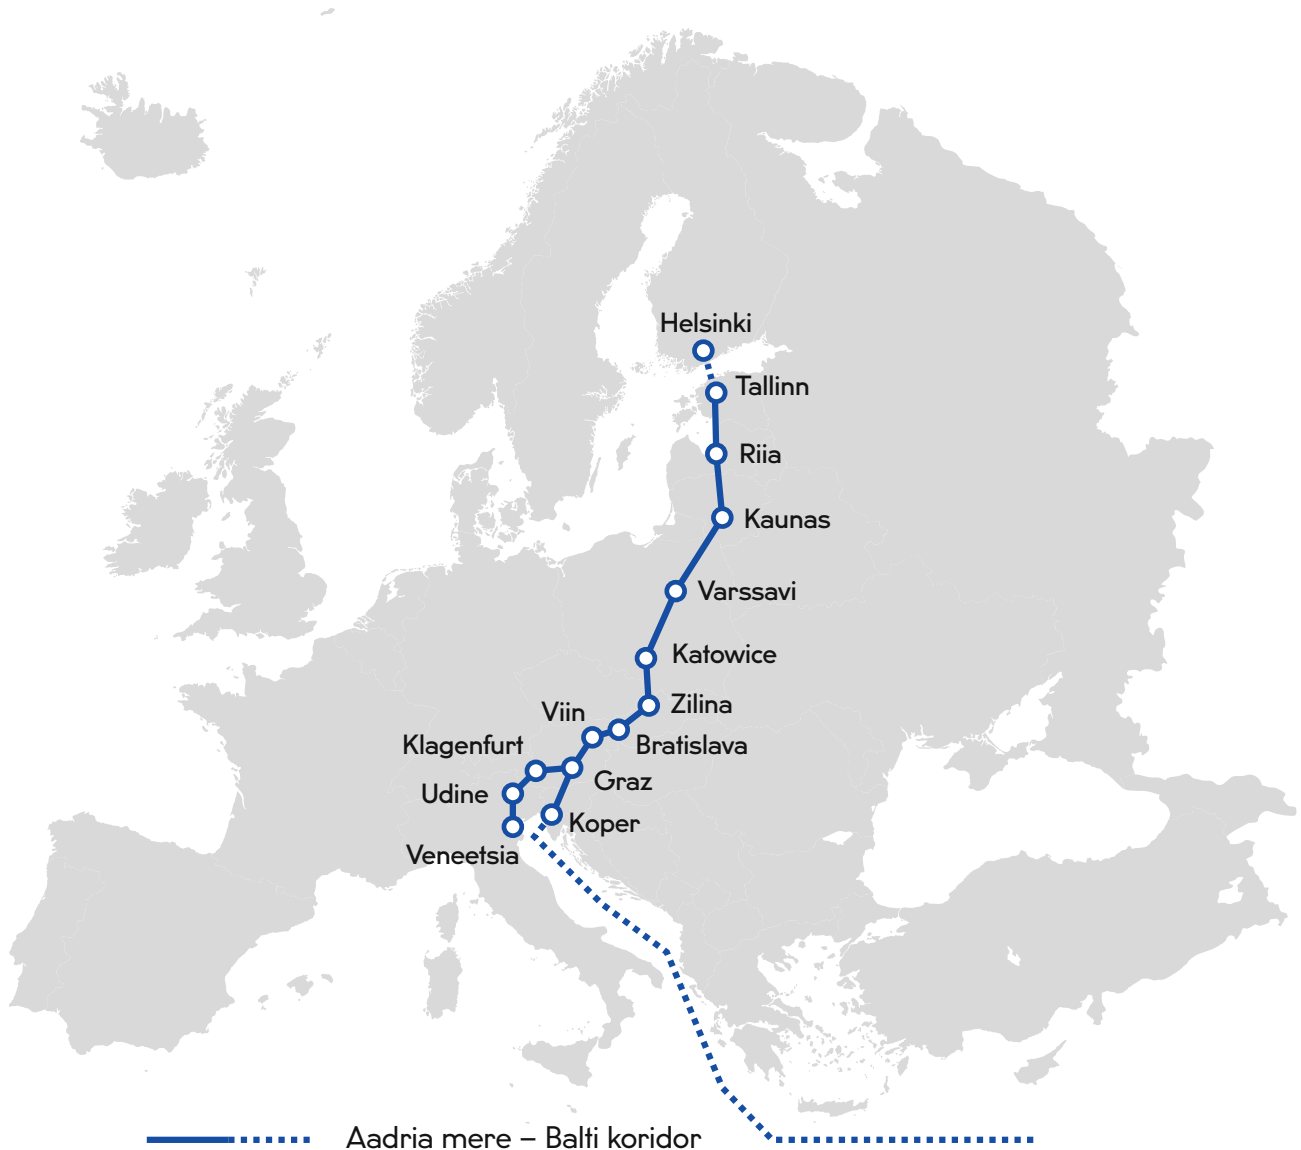 Helsinki
Tallinn
Riia
Kaunas
Varssavi
Katowice
Zilina
Viin
Bratislava
Klagenfurt
Graz
Udine
Koper
Veneetsia
Aadria mere – Balti koridor